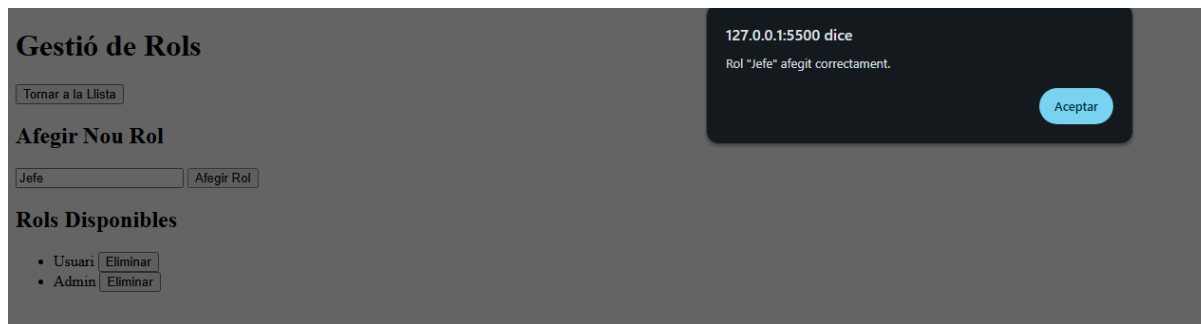 Gestió de Rols
Tornar a la Llista
Afegir Nou Rol
Jefe Afegir Rol
Rols Disponibles
Usuari Eliminar
Admin Eliminar
127.0.0.1:5500 dice
Rol "Jefe" afegit correctament.
Aceptar